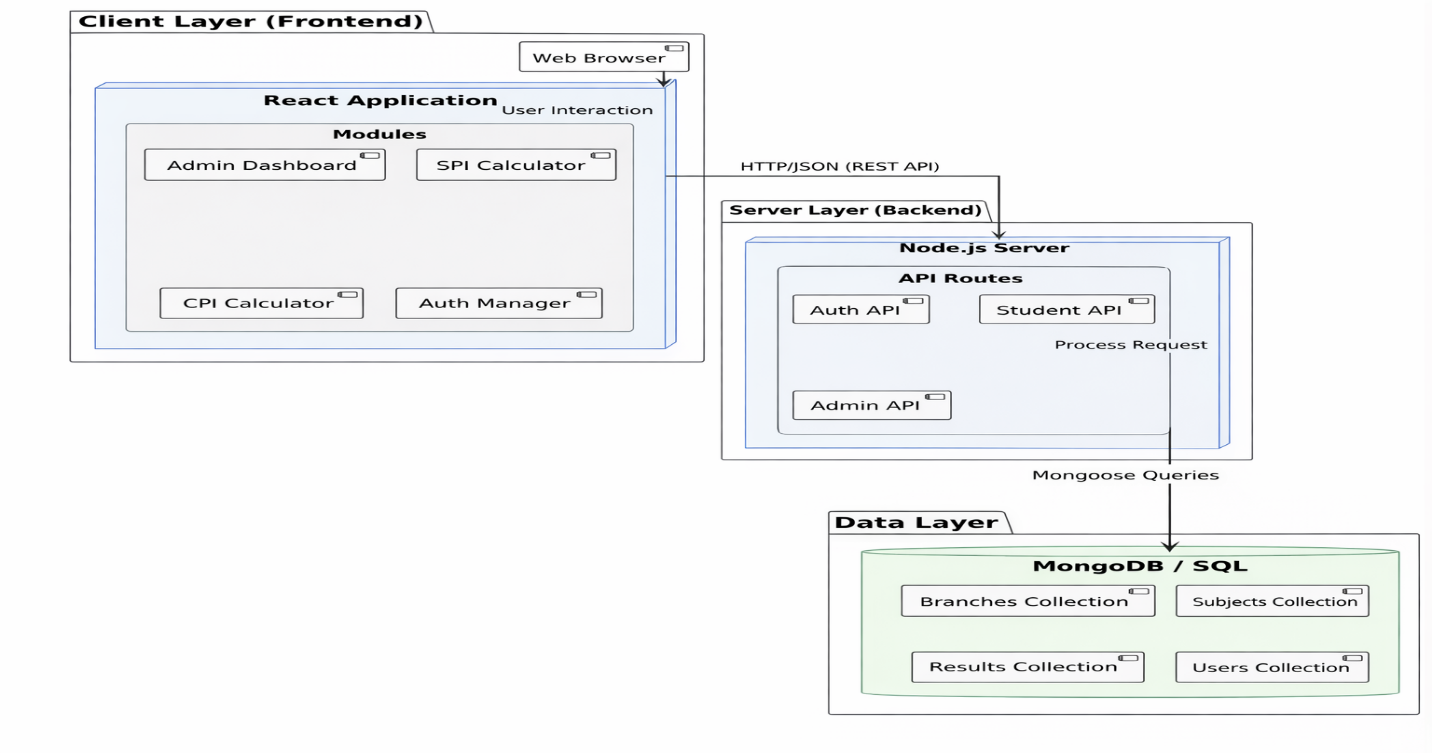 Client Layer (Frontend)
Web Browser
React Application
User Interaction
Modules
Admin Dashboard
SPI Calculator
CPI Calculator
Auth Manager
HTTP/JSON (REST API)
Server Layer (Backend)
Node.js Server
API Routes
Auth API
Student API
Process Request
Admin API
Mongoose Queries
Data Layer
MongoDB / SQL
Branches Collection
Subjects Collection
Results Collection
Users Collection